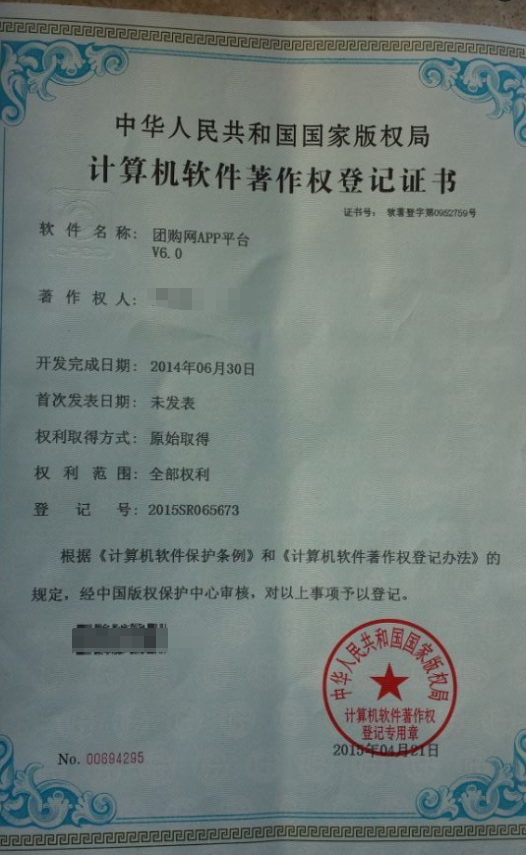 中华人民共和国国家版权局
计算机软件著作权登记证书
证书号： 软著登字第0952759号
软件名称： 团购网APP平台
V6.0
著作权人：
开发完成日期： 2014年06月30日
首次发表日期： 未发表
权利取得方式： 原始取得
权利范围： 全部权利
登记号： 2015SR065673
根据《计算机软件保护条例》和《计算机软件著作权登记办法》的
规定，经中国版权保护中心审核，对以上事项予以登记。
中华人民共和国国家版权局
计算机软件著作权
登记专用章
2015年04月21日
No. 00694295